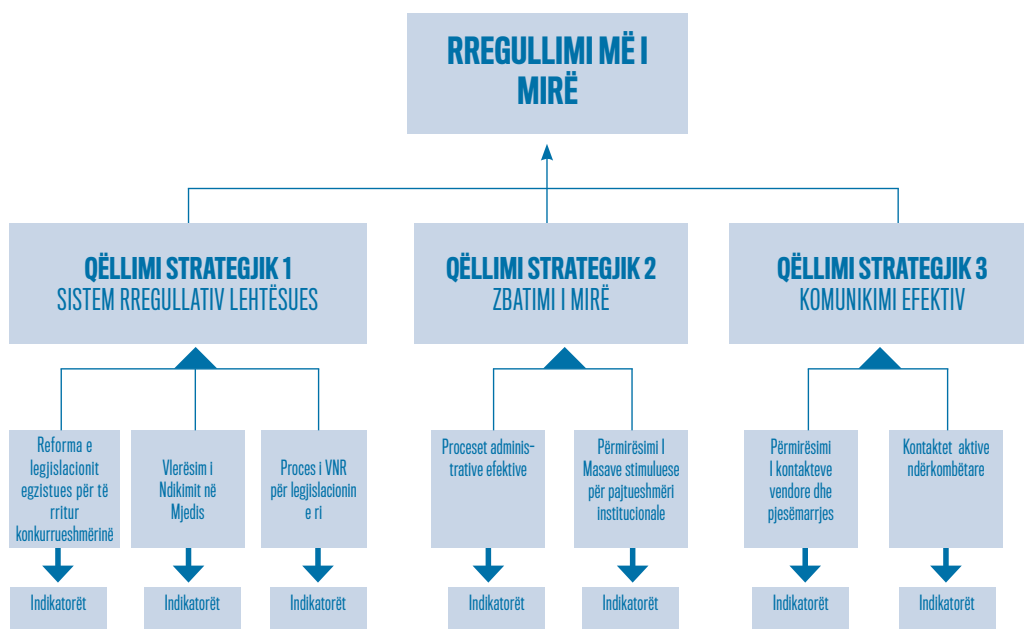 RREGULLIMI MË I
MIRË
QËLLIMI STRATEGJIK 1
SISTEM RREGULLATIV LEHTËSUES
QËLLIMI STRATEGJIK 2
ZBATIMI I MIRË
QËLLIMI STRATEGJIK 3
KOMUNIKIMI EFEKTIV
Reforma e
legjislacionit
egzistues për të
rritur
konkurrueshmërinë
Vlerësim i
Ndikimit në
Mjedis
Proces i VNR
për legjislacionin
e ri
Proceset adminis-
trative efektive
Përmirësimi I
Masave stimuluese
për pajtueshmëri
institucionale
Përmirësimi
I kontakteve
vendore dhe
pjesëmarrjes
Kontaktet aktive
ndërkombëtare
Indikatorët
Indikatorët
Indikatorët
Indikatorët
Indikatorët
Indikatorët
Indikatorët